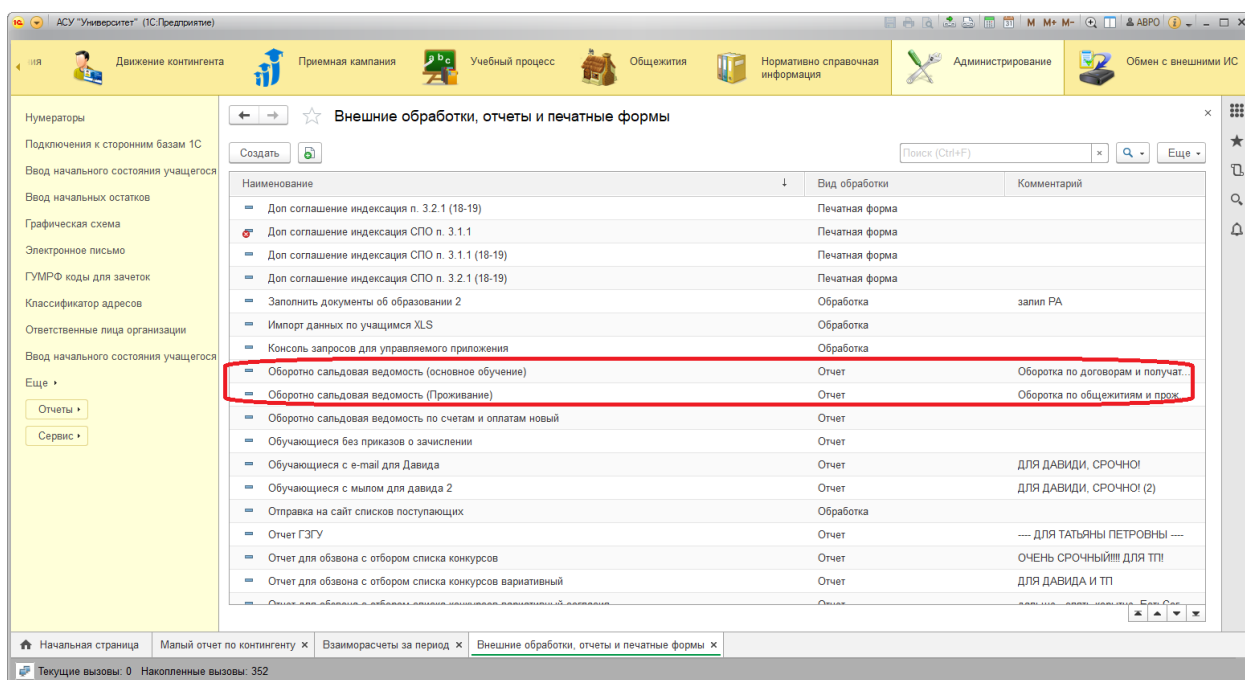 АСУ "Университет" (1С:Предприятие)
M M+ M- АВРО
ия Движение контингента Приемная кампания Учебный процесс Общежития Нормативно справочная информация Администрирование Обмен с внешними ИС
Нумераторы
Подключения к сторонним базам 1С
Ввод начального состояния учащегося
Ввод начальных остатков
Графическая схема
Электронное письмо
ГУМРФ коды для зачеток
Классификатор адресов
Ответственные лица организации
Ввод начального состояния учащегося
Еще
Отчеты
Сервис
Внешние обработки, отчеты и печатные формы
Создать Поиск (Ctrl+F) Еще
Наименование Вид обработки Комментарий
Доп соглашение индексация п. 3.2.1 (18-19) Печатная форма
Доп соглашение индексация СПО п. 3.1.1 Печатная форма
Доп соглашение индексация СПО п. 3.1.1 (18-19) Печатная форма
Доп соглашение индексация СПО п. 3.2.1 (18-19) Печатная форма
Заполнить документы об образовании 2 Обработка запил РА
Импорт данных по учащимся XLS Обработка
Консоль запросов для управляемого приложения Обработка
Оборотно сальдовая ведомость (основное обучение) Отчет Оборотка по договорам и получат...
Оборотно сальдовая ведомость (Проживание) Отчет Оборотка по общежитиям и прож...
Оборотно сальдовая ведомость по счетам и оплатам новый Отчет
Обучающиеся без приказов о зачислении Отчет
Обучающиеся с e-mail для Давида Отчет ДЛЯ ДАВИДИ, СРОЧНО!
Обучающиеся с мылом для давида 2 Отчет ДЛЯ ДАВИДИ, СРОЧНО! (2)
Отправка на сайт списков поступающих Обработка
Отчет ГЗГУ Отчет ---- ДЛЯ ТАТЬЯНЫ ПЕТРОВНЫ ----
Отчет для обзвона с отбором списка конкурсов Отчет ОЧЕНЬ СРОЧНЫЙ!!!! ДЛЯ ТП!
Отчет для обзвона с отбором списка конкурсов вариативный Отчет ДЛЯ ДАВИДА И ТП
Отчет для обзвона с отбором списка конкурсов вариативный Отчет
Начальная страница Малый отчет по контингенту Взаиморасчеты за период Внешние обработки, отчеты и печатные формы
Текущие вызовы: 0 Накопленные вызовы: 352